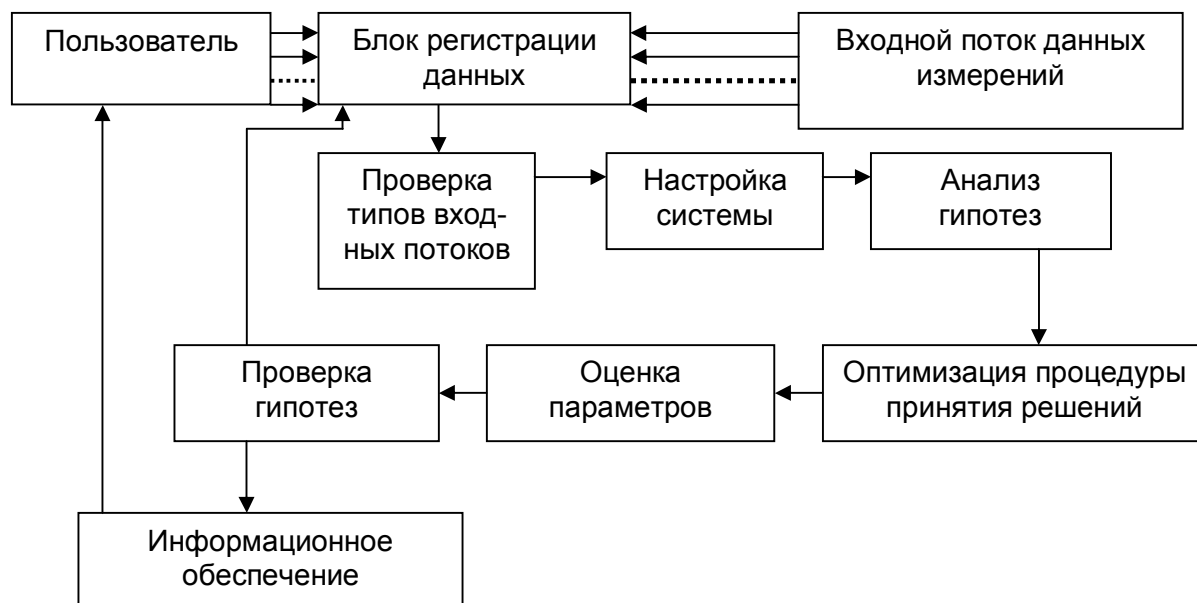 Пользователь
Блок регистрации
данных
Входной поток данных
измерений
Проверка
типов вход-
ных потоков
Настройка
системы
Анализ
гипотез
Проверка
гипотез
Оценка
параметров
Оптимизация процедуры
принятия решений
Информационное
обеспечение